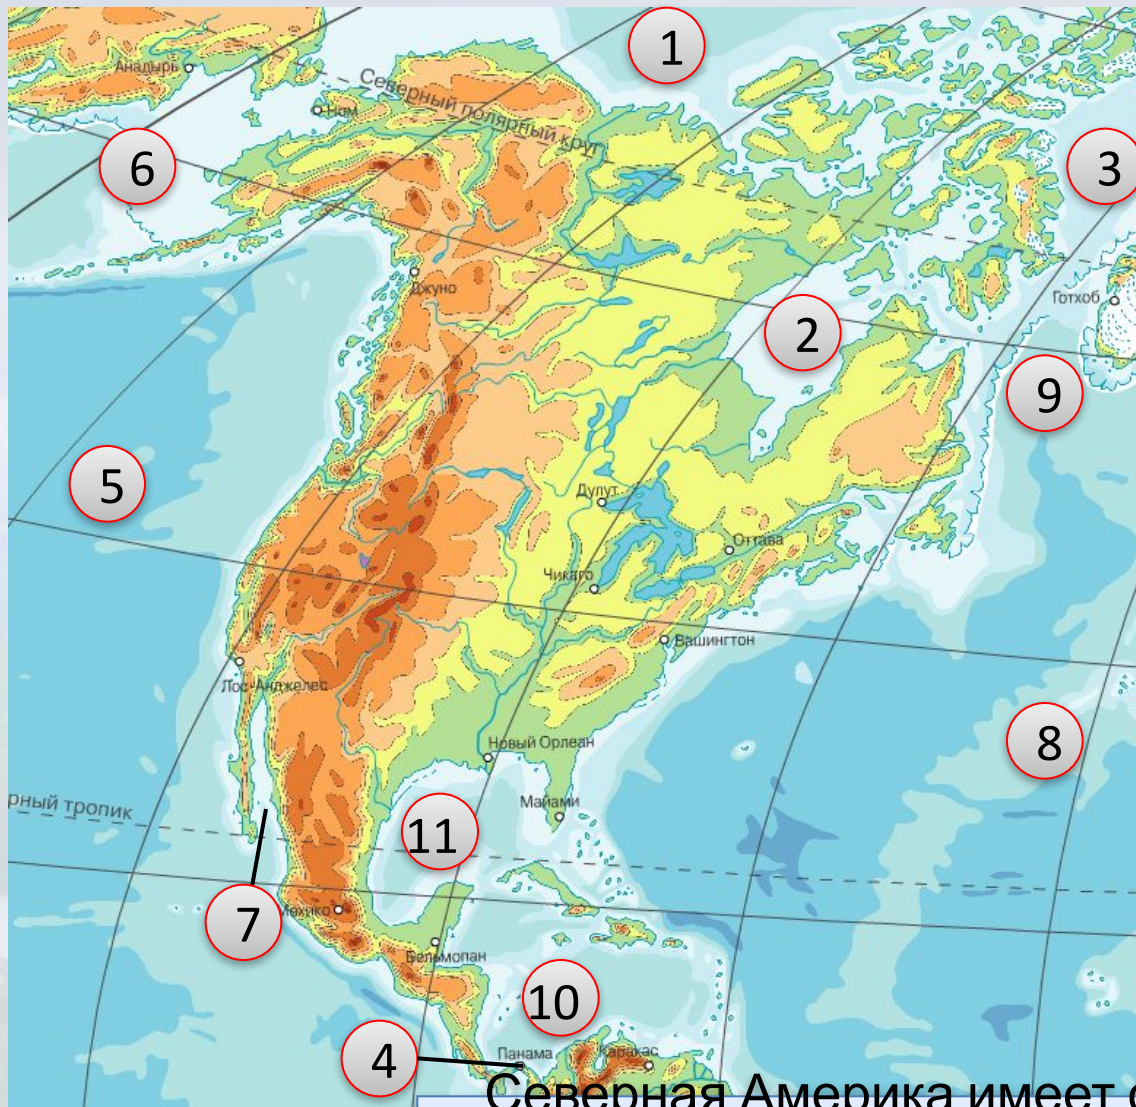 1
Анадырь
Северный полярный круг
Ном
6
3
Джуно
Готхоб
2
9
5
Дулут
Оттава
Чикаго
Вашингтон
Лос-Анджелес
8
Новый Орлеан
рный тропик
Майами
11
7
Мехико
Бельмопан
10
4
Панама
Каракас
Северная Америка имеет